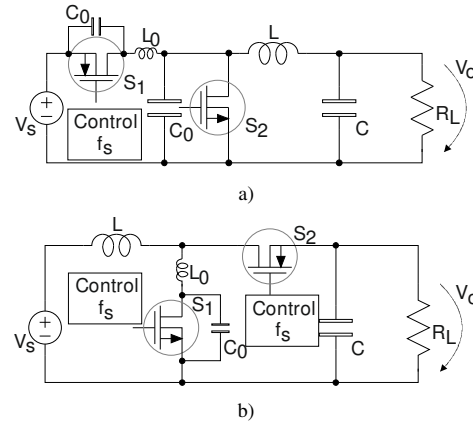 C0
L0
L
S1
VS
Control
fs
C0
S2
C
RL
Vo
a)
L
S2
L0
Control
fs
S1
VS
C0
Control
fs
C
RL
Vo
b)